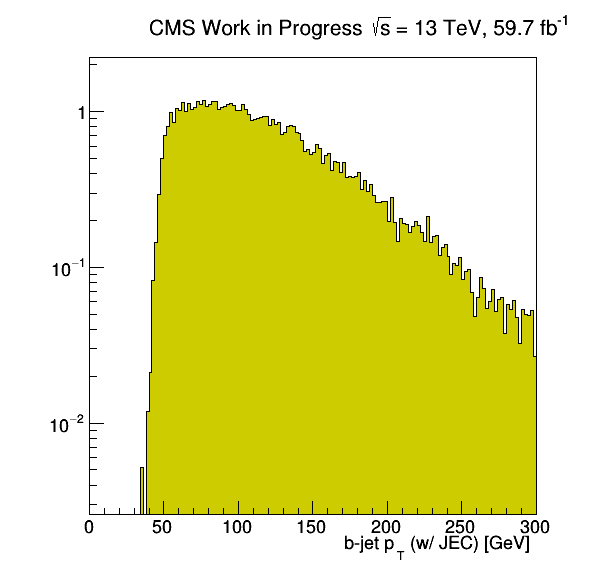 CMS Work in Progress √s = 13 TeV, 59.7 fb⁻¹
1
10⁻¹
10⁻²
0 50 100 150 200 250 300
b-jet p_T (w/ JEC) [GeV]